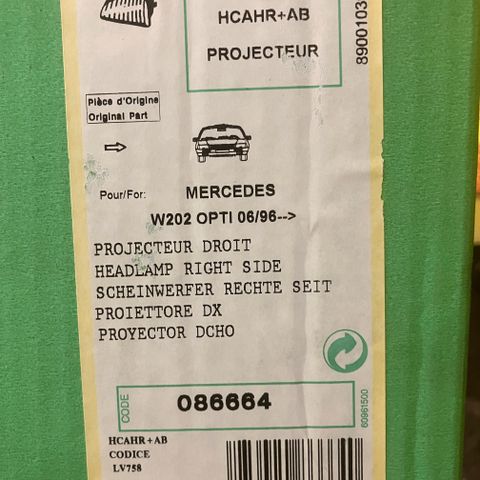 HCAHR+AB
PROJECTEUR
8900103
Pièce d'Origine
Original Part
Pour/For: MERCEDES
W202 OPTI 06/96-->
PROJECTEUR DROIT
HEADLAMP RIGHT SIDE
SCHEINWERFER RECHTE SEIT
PROIETTORE DX
PROYECTOR DCHO
CODE
086664
60961500
HCAHR+AB
CODICE
LV758